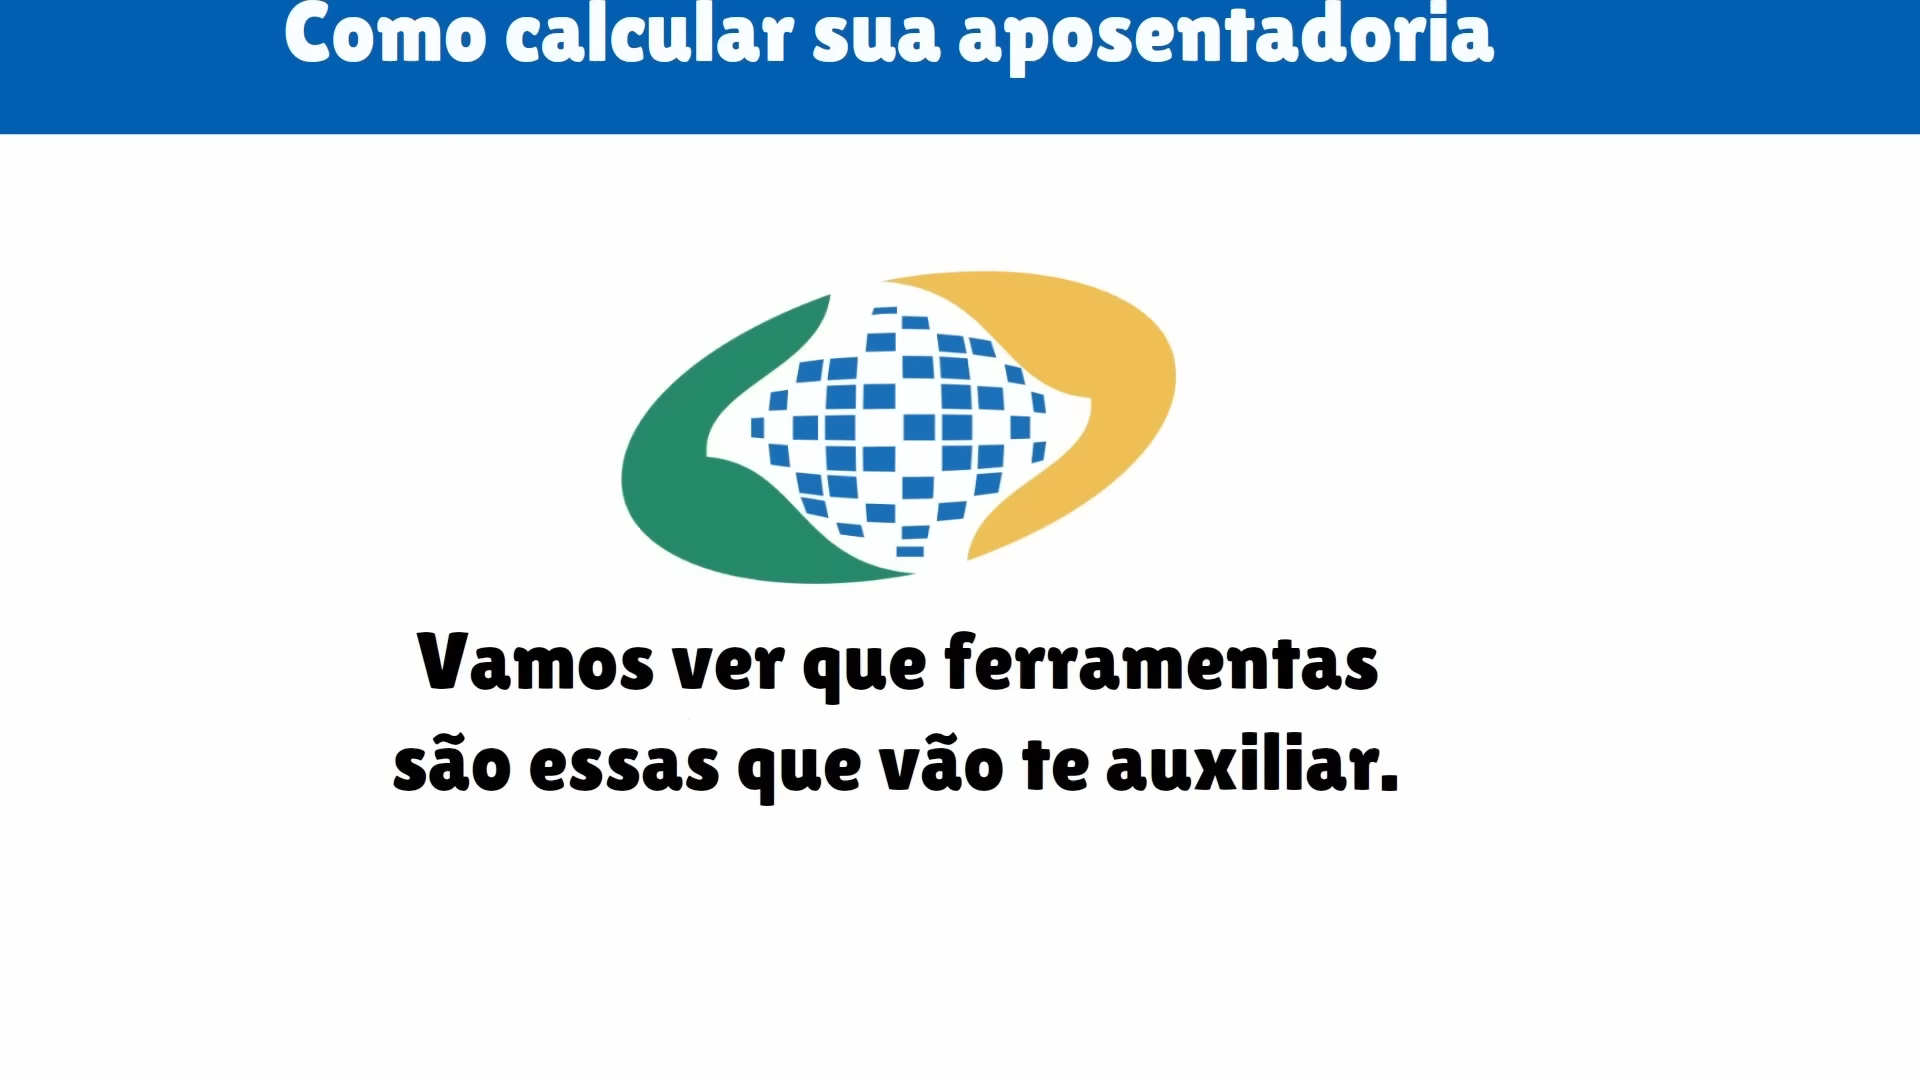 Como calcular sua aposentadoria
Vamos ver que ferramentas
são essas que vão te auxiliar.